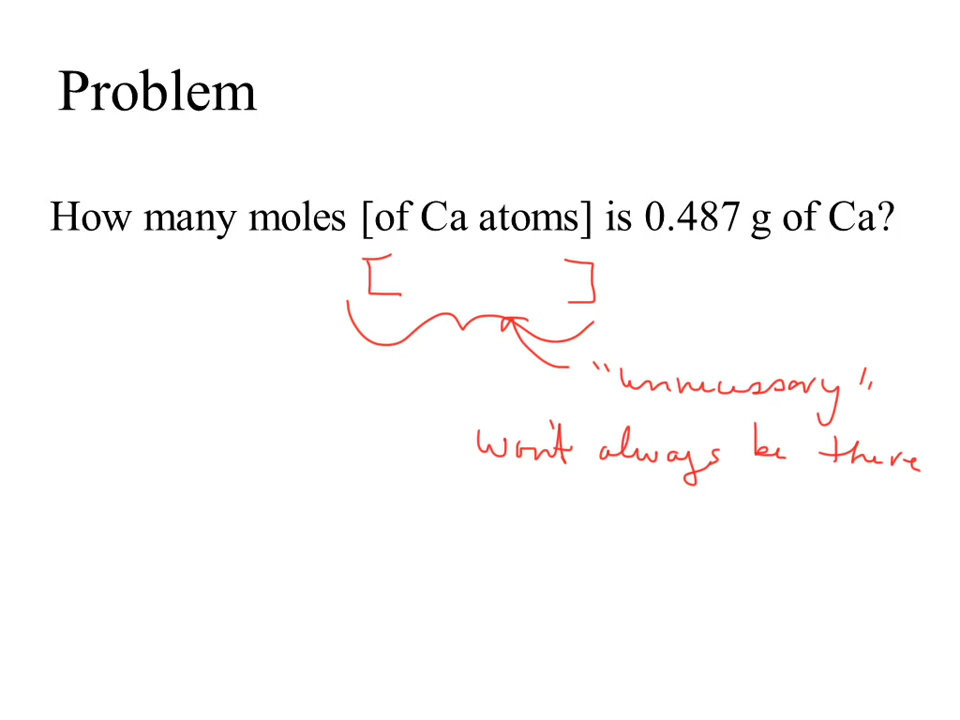 Problem
How many moles [of Ca atoms] is 0.487 g of Ca?
[ ]
"unnecessary"
won't always be there